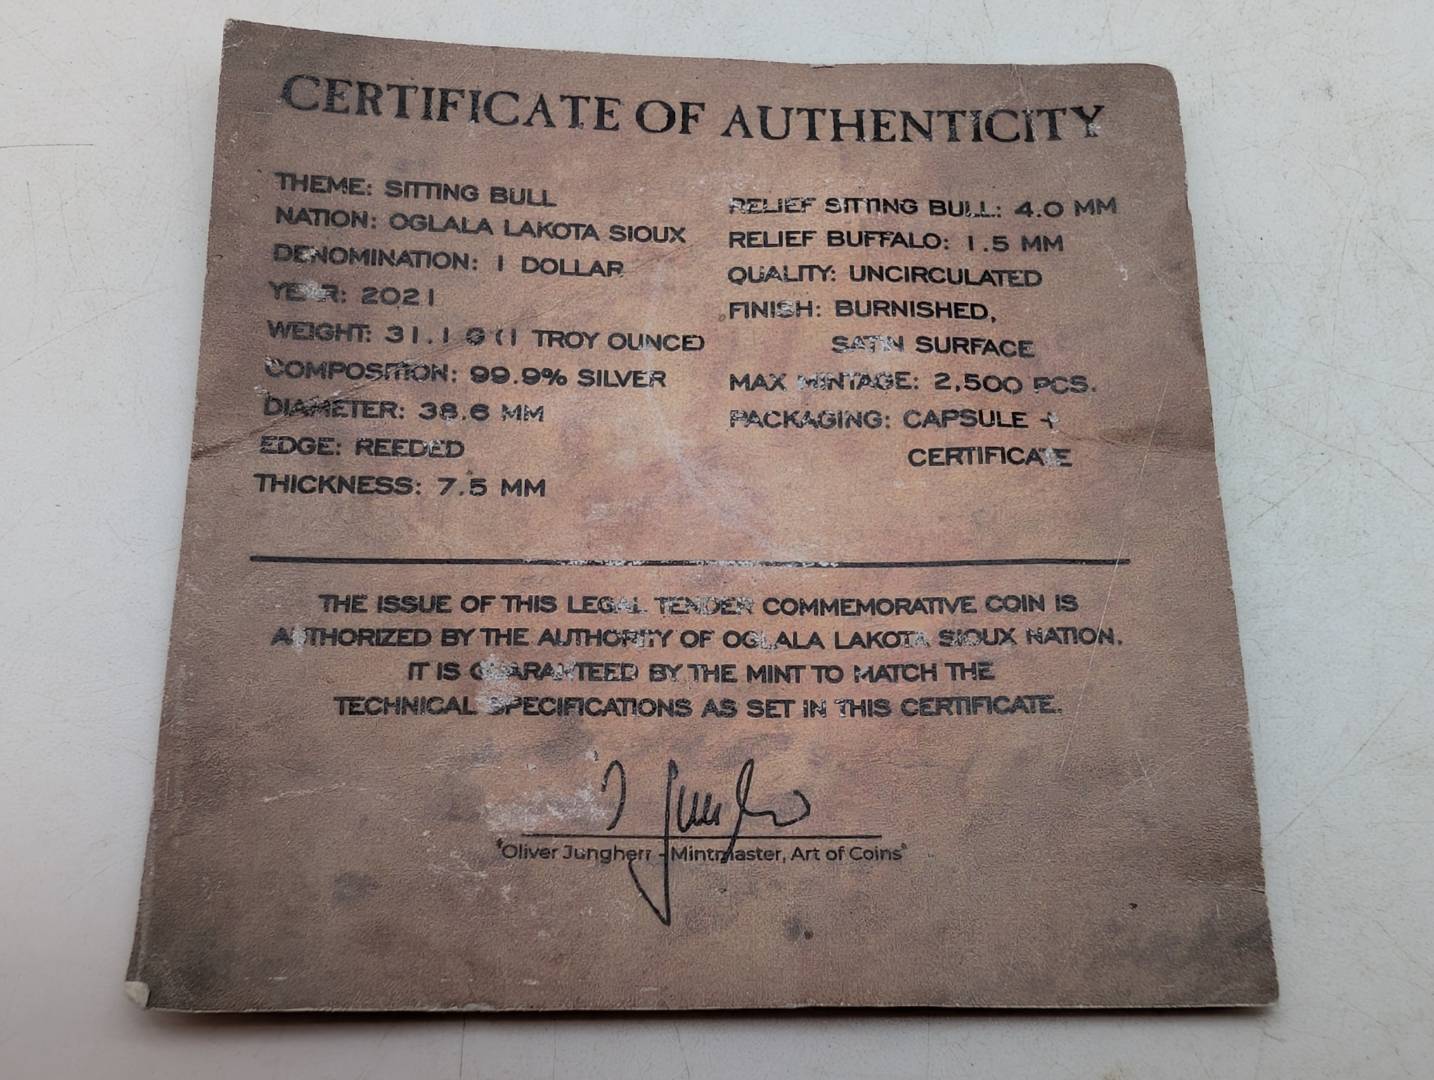 CERTIFICATE OF AUTHENTICITY
THEME: SITTING BULL
NATION: OGLALA LAKOTA SIOUX
DENOMINATION: 1 DOLLAR
YEAR: 2021
WEIGHT: 31.1 G (1 TROY OUNCE)
COMPOSITION: 99.9% SILVER
DIAMETER: 38.6 MM
EDGE: REEDED
THICKNESS: 7.5 MM
RELIEF SITTING BULL: 4.0 MM
RELIEF BUFFALO: 1.5 MM
QUALITY: UNCIRCULATED
FINISH: BURNISHED,
SATIN SURFACE
MAX MINTAGE: 2,500 PCS.
PACKAGING: CAPSULE +
CERTIFICATE
THE ISSUE OF THIS LEGAL TENDER COMMEMORATIVE COIN IS
AUTHORIZED BY THE AUTHORITY OF OGLALA LAKOTA SIOUX NATION.
IT IS GUARANTEED BY THE MINT TO MATCH THE
TECHNICAL SPECIFICATIONS AS SET IN THIS CERTIFICATE.
"Oliver Jungherr - Mintmaster, Art of Coins"